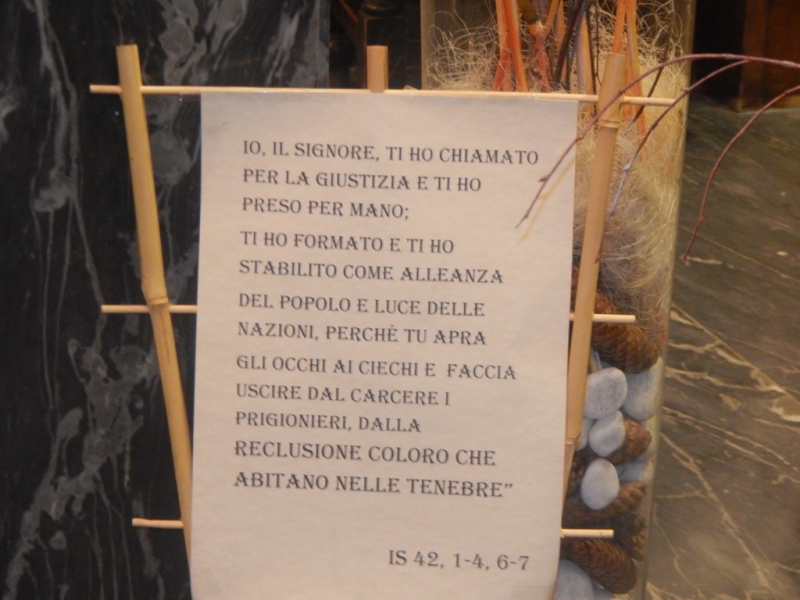 IO, IL SIGNORE, TI HO CHIAMATO
PER LA GIUSTIZIA E TI HO
PRESO PER MANO;
TI HO FORMATO E TI HO
STABILITO COME ALLEANZA
DEL POPOLO E LUCE DELLE
NAZIONI, PERCHÉ TU APRA
GLI OCCHI AI CIECHI E FACCIA
USCIRE DAL CARCERE I
PRIGIONIERI, DALLA
RECLUSIONE COLORO CHE
ABITANO NELLE TENEBRE”
IS 42, 1-4, 6-7